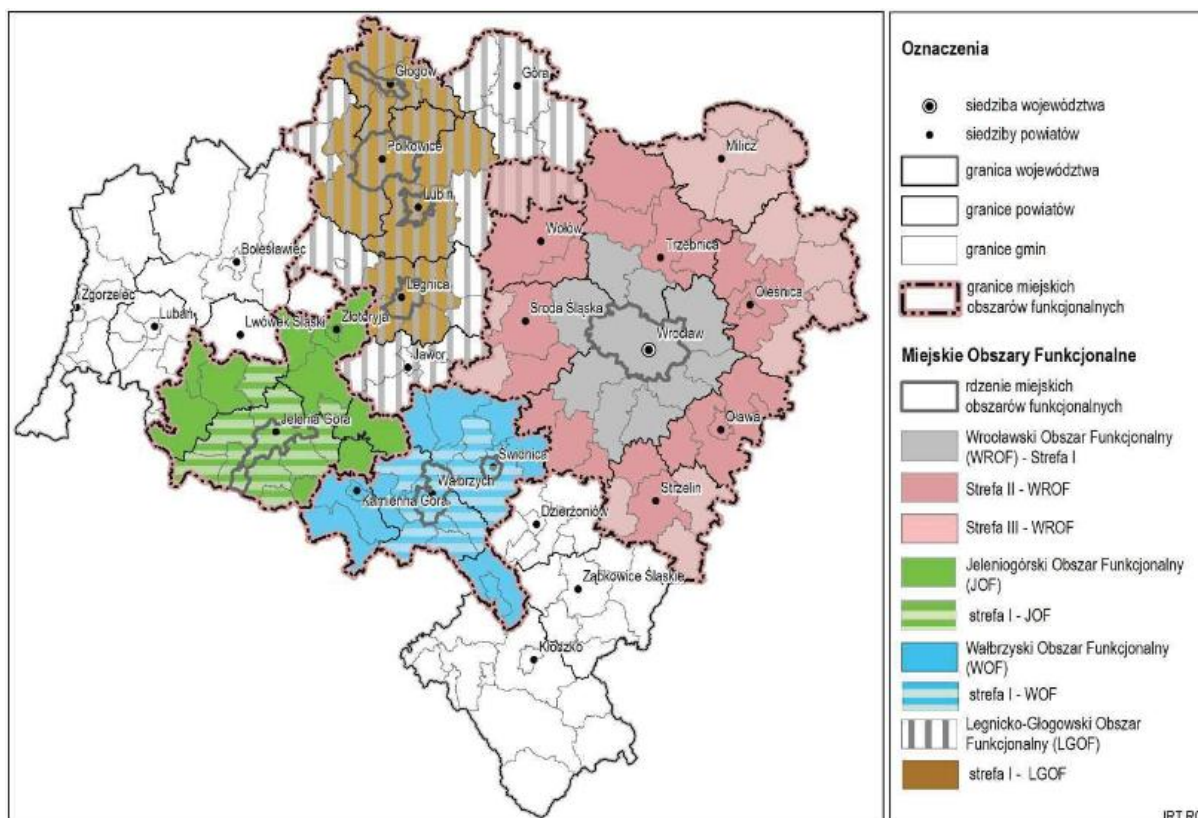 Głogów
Góra
Polkowice
Milicz
Lubin
Wołów
Bolesławiec
Trzebnica
Zgorzelec
Legnica
Oleśnica
Lubań
Środa Śląska
Lwówek Śląski
Złotoryja
Wrocław
Jawor
Jelenia Góra
Oława
Świdnica
Wałbrzych
Kamienna Góra
Strzelin
Dzierżoniów
Ząbkowice Śląskie
Kłodzko
Oznaczenia
siedziba województwa
siedziby powiatów
granica województwa
granice powiatów
granice gmin
granice miejskich
obszarów funkcjonalnych
Miejskie Obszary Funkcjonalne
rdzenie miejskich
obszarów funkcjonalnych
Wrocławski Obszar Funkcjonalny
(WROF) - Strefa I
Strefa II - WROF
Strefa III - WROF
Jeleniogórski Obszar Funkcjonalny
(JOF)
strefa I - JOF
Wałbrzyski Obszar Funkcjonalny
(WOF)
strefa I - WOF
Legnicko-Głogowski Obszar
Funkcjonalny (LGOF)
strefa I - LGOF